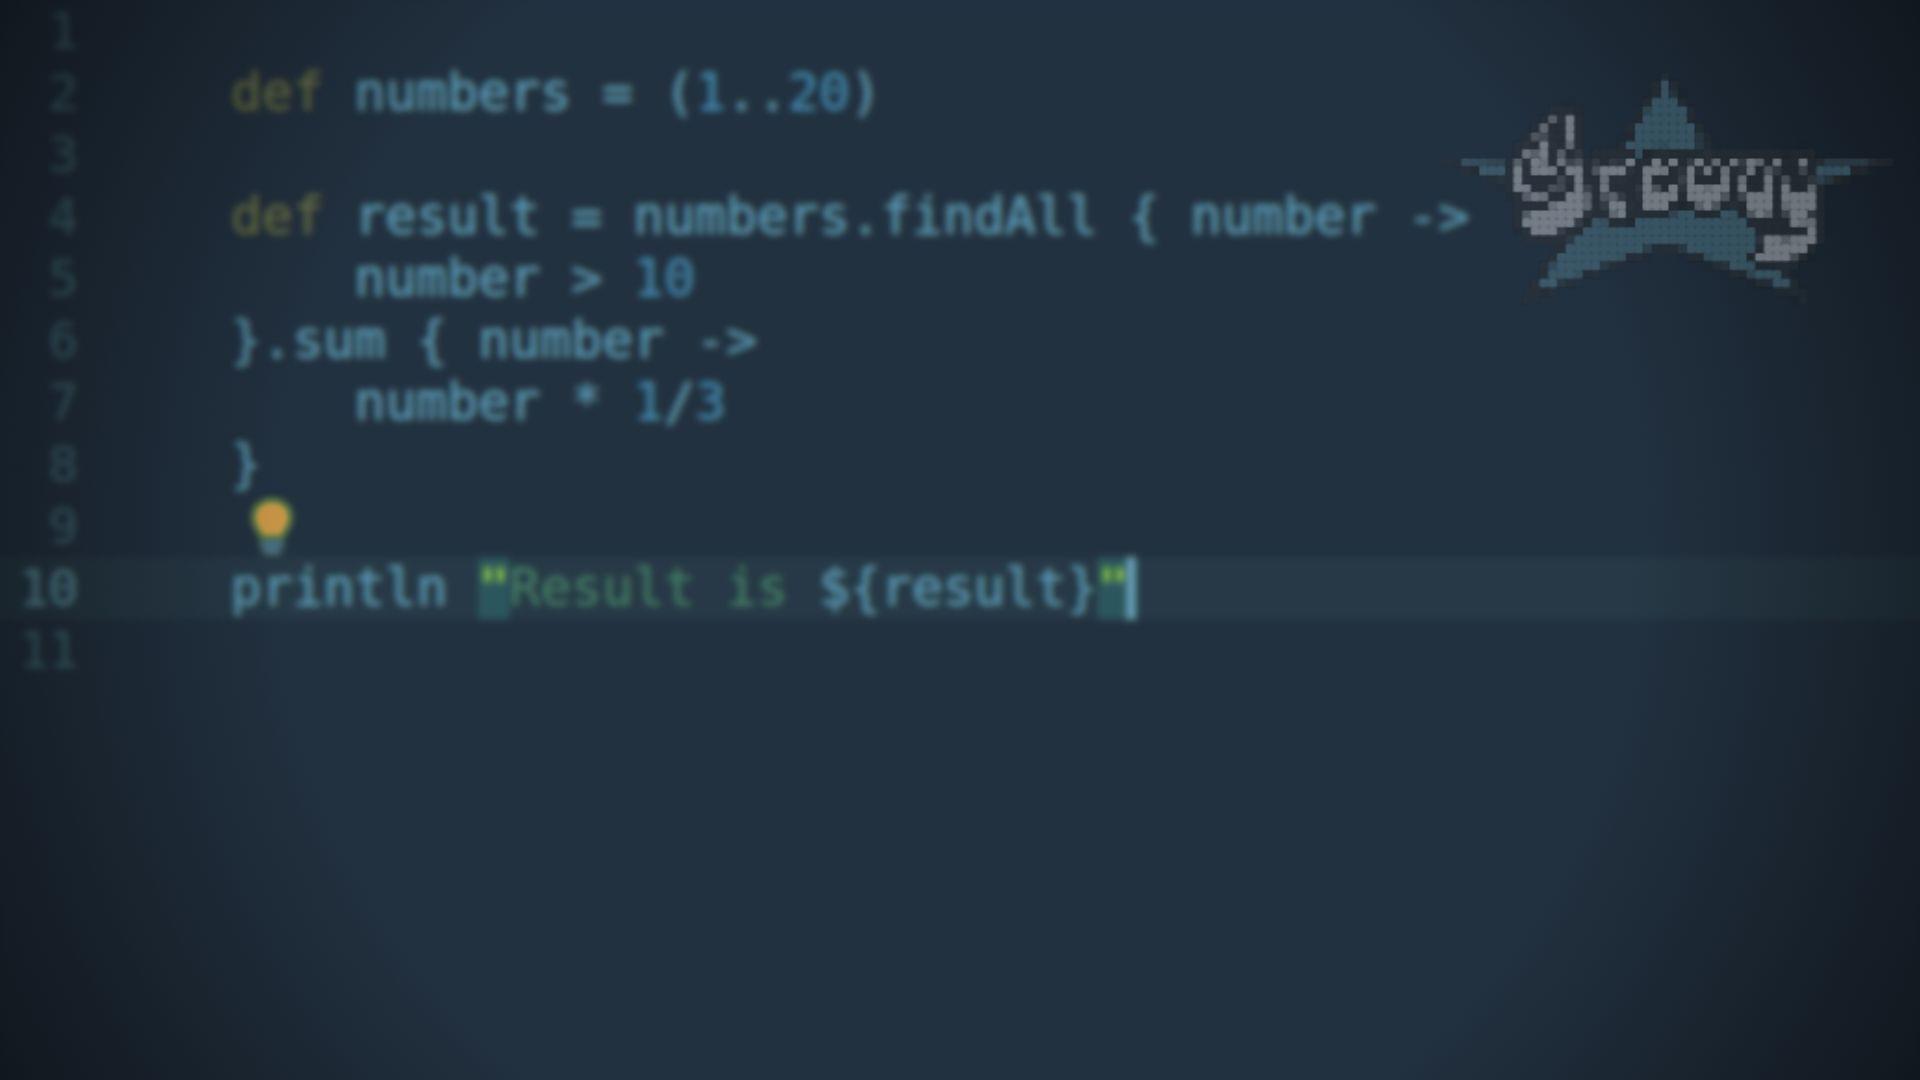 1
2 def numbers = (1..20)
3
4 def result = numbers.findAll { number ->
5 number > 10
6 }.sum { number ->
7 number * 1/3
8 }
9
10 println "Result is ${result}"
11
Groovy